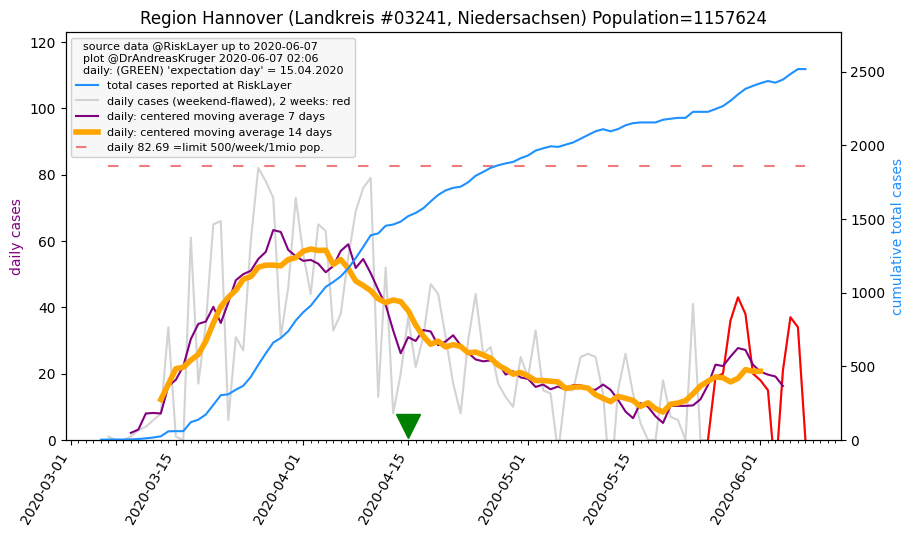 Region Hannover (Landkreis #03241, Niedersachsen) Population=1157624
source data @RiskLayer up to 2020-06-07
plot @DrAndreasKruger 2020-06-07 02:06
daily: (GREEN) 'expectation day' = 15.04.2020
total cases reported at RiskLayer
daily cases (weekend-flawed), 2 weeks: red
daily: centered moving average 7 days
daily: centered moving average 14 days
daily 82.69 =limit 500/week/1mio pop.
daily cases
120
100
80
60
40
20
0
cumulative total cases
2500
2000
1500
1000
500
0
2020-03-01
2020-03-15
2020-04-01
2020-04-15
2020-05-01
2020-05-15
2020-06-01